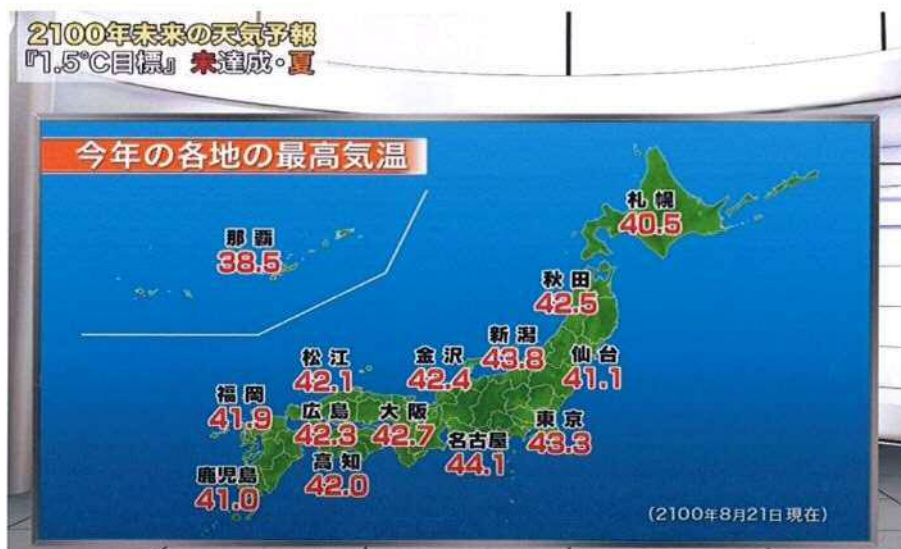 2100年未来の天気予報
『1.5℃目標』 未達成・夏
今年の各地の最高気温
札幌
40.5
那覇
38.5
秋田
42.5
新潟
43.8
仙台
41.1
金沢
42.4
松江
42.1
福岡
41.9
広島
42.3
大阪
42.7
東京
43.3
名古屋
44.1
高知
42.0
鹿児島
41.0
(2100年8月21日現在)